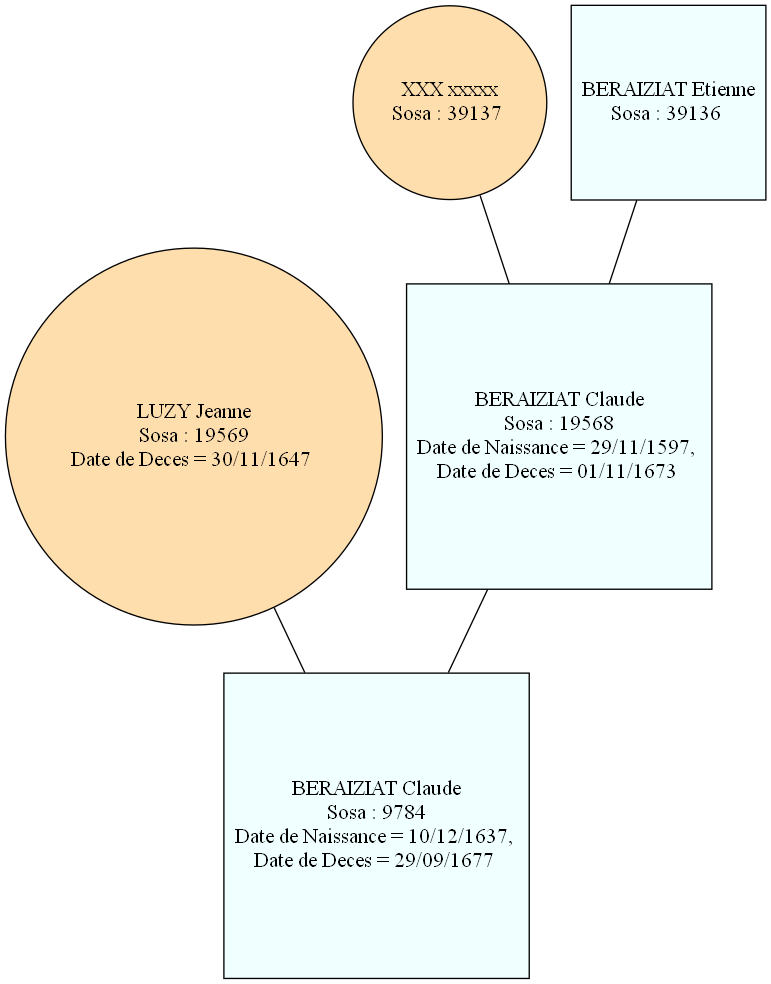 XXX xxxxx
Sosa : 39137
BERAIZIAT Etienne
Sosa : 39136
LUZY Jeanne
Sosa : 19569
Date de Deces = 30/11/1647
BERAIZIAT Claude
Sosa : 19568
Date de Naissance = 29/11/1597,
Date de Deces = 01/11/1673
BERAIZIAT Claude
Sosa : 9784
Date de Naissance = 10/12/1637,
Date de Deces = 29/09/1677